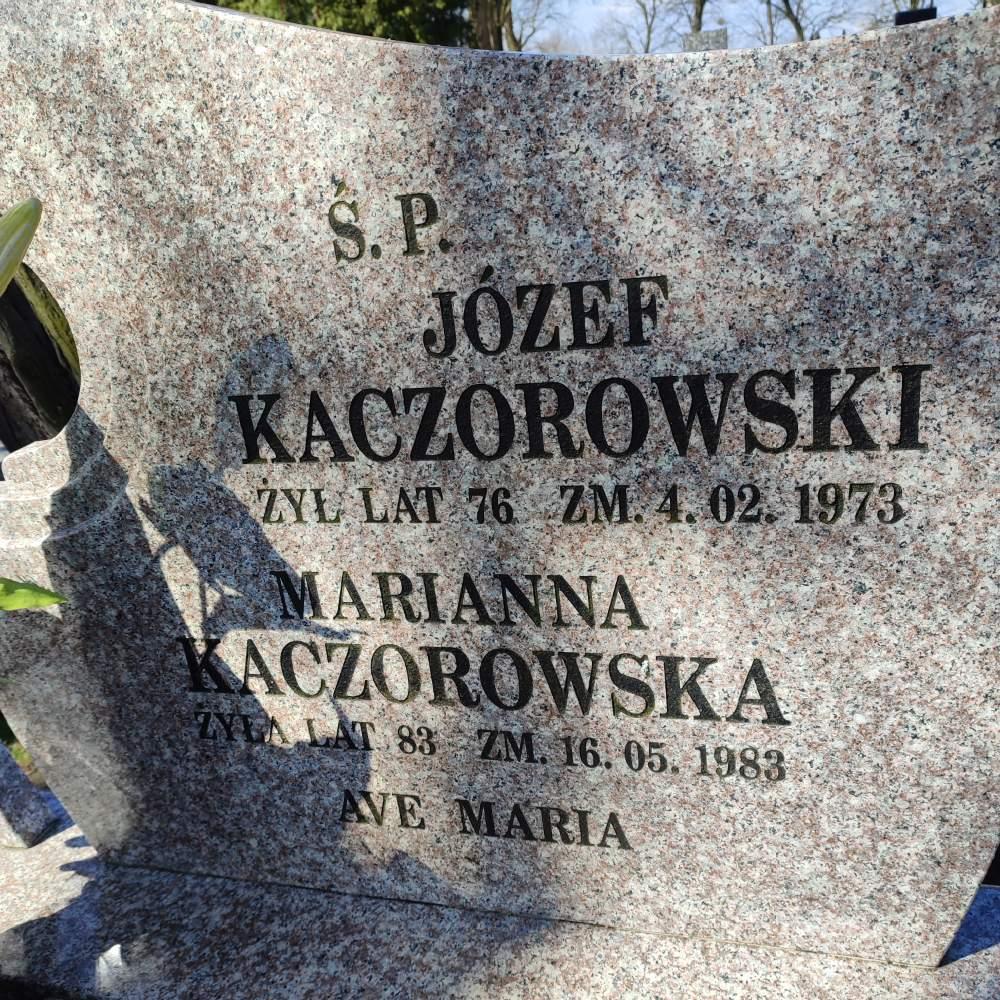 Ś. P.
JÓZEF
KACZOROWSKI
ŻYŁ LAT 76 ZM. 4. 02. 1973
MARIANNA
KACZOROWSKA
ŻYŁA LAT 83 ZM. 16. 05. 1983
AVE MARIA